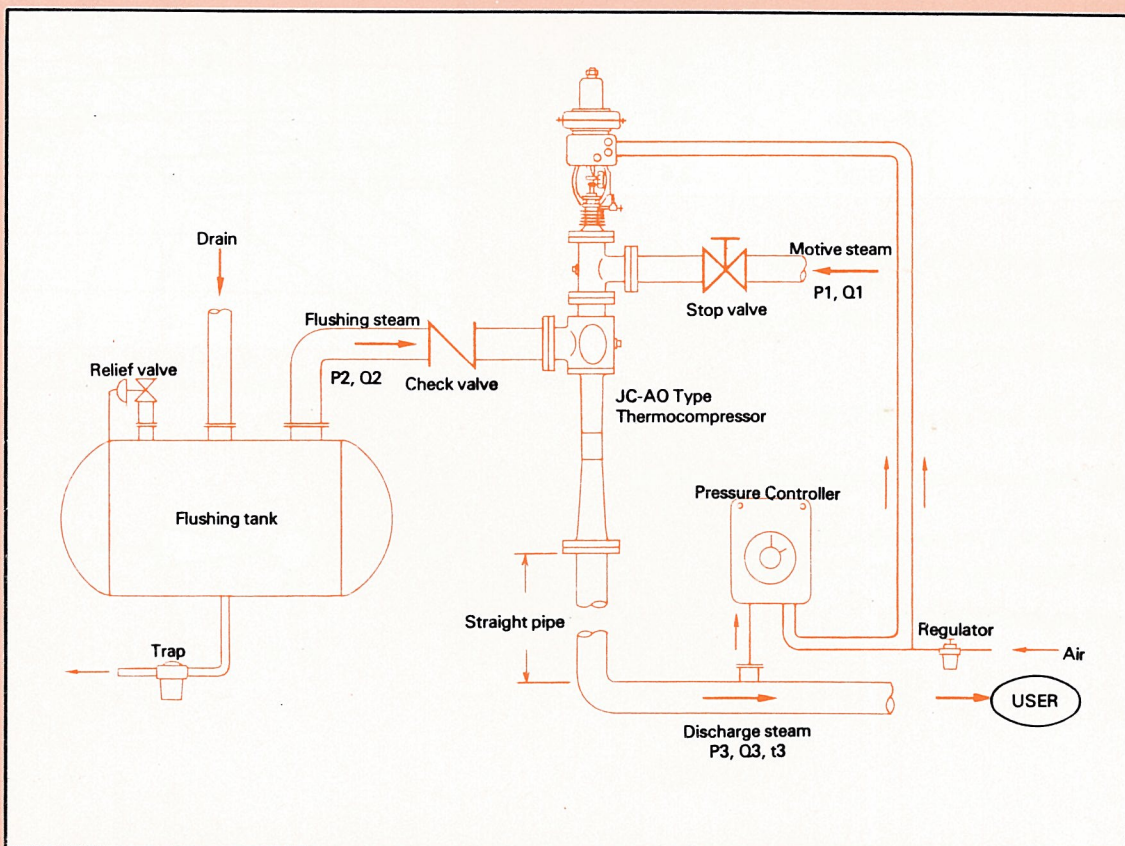 Drain
Motive steam
P1, Q1
Stop valve
Flushing steam
P2, Q2
Check valve
Relief valve
JC-AO Type
Thermocompressor
Pressure Controller
Flushing tank
Straight pipe
Regulator
Air
Trap
USER
Discharge steam
P3, Q3, t3